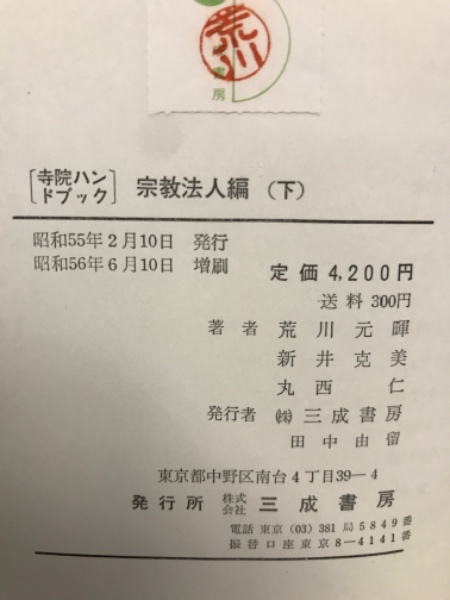 荒川
書房
〔寺院ハンドブック〕 宗教法人編 (下)
昭和55年2月10日 発行
昭和56年6月10日 増刷
定価 4,200円
送料 300円
著者 荒川元暉
新井克美
丸西仁
発行者 ㈱三成書房
田中由留
東京都中野区南台4丁目39―4
発行所 株式会社 三成書房
電話 東京 (03) 381局5849番
振替口座東京8―4141番